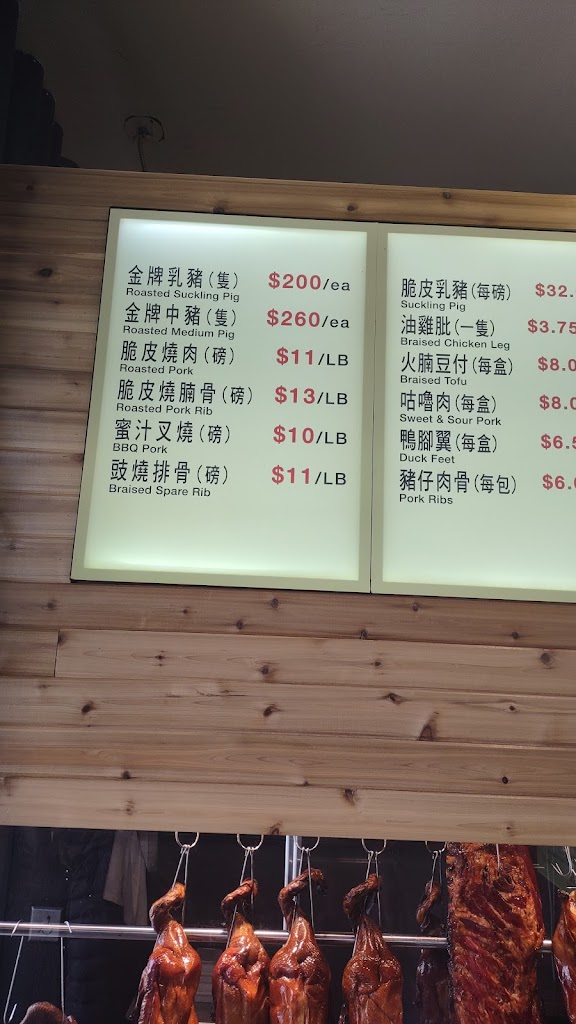 金牌乳豬(隻) $200/ea
Roasted Suckling Pig
金牌中豬(隻) $260/ea
Roasted Medium Pig
脆皮燒肉(磅) $11/LB
Roasted Pork
脆皮燒腩骨(磅) $13/LB
Roasted Pork Rib
蜜汁叉燒(磅) $10/LB
BBQ Pork
豉燒排骨(磅) $11/LB
Braised Spare Rib
脆皮乳豬(每磅) $32.
Suckling Pig
油雞肶(一隻) $3.75
Braised Chicken Leg
火腩豆付(每盒) $8.0
Braised Tofu
咕嚕肉(每盒) $8.0
Sweet & Sour Pork
鴨腳翼(每盒) $6.5
Duck Feet
豬仔肉骨(每包) $6.
Pork Ribs